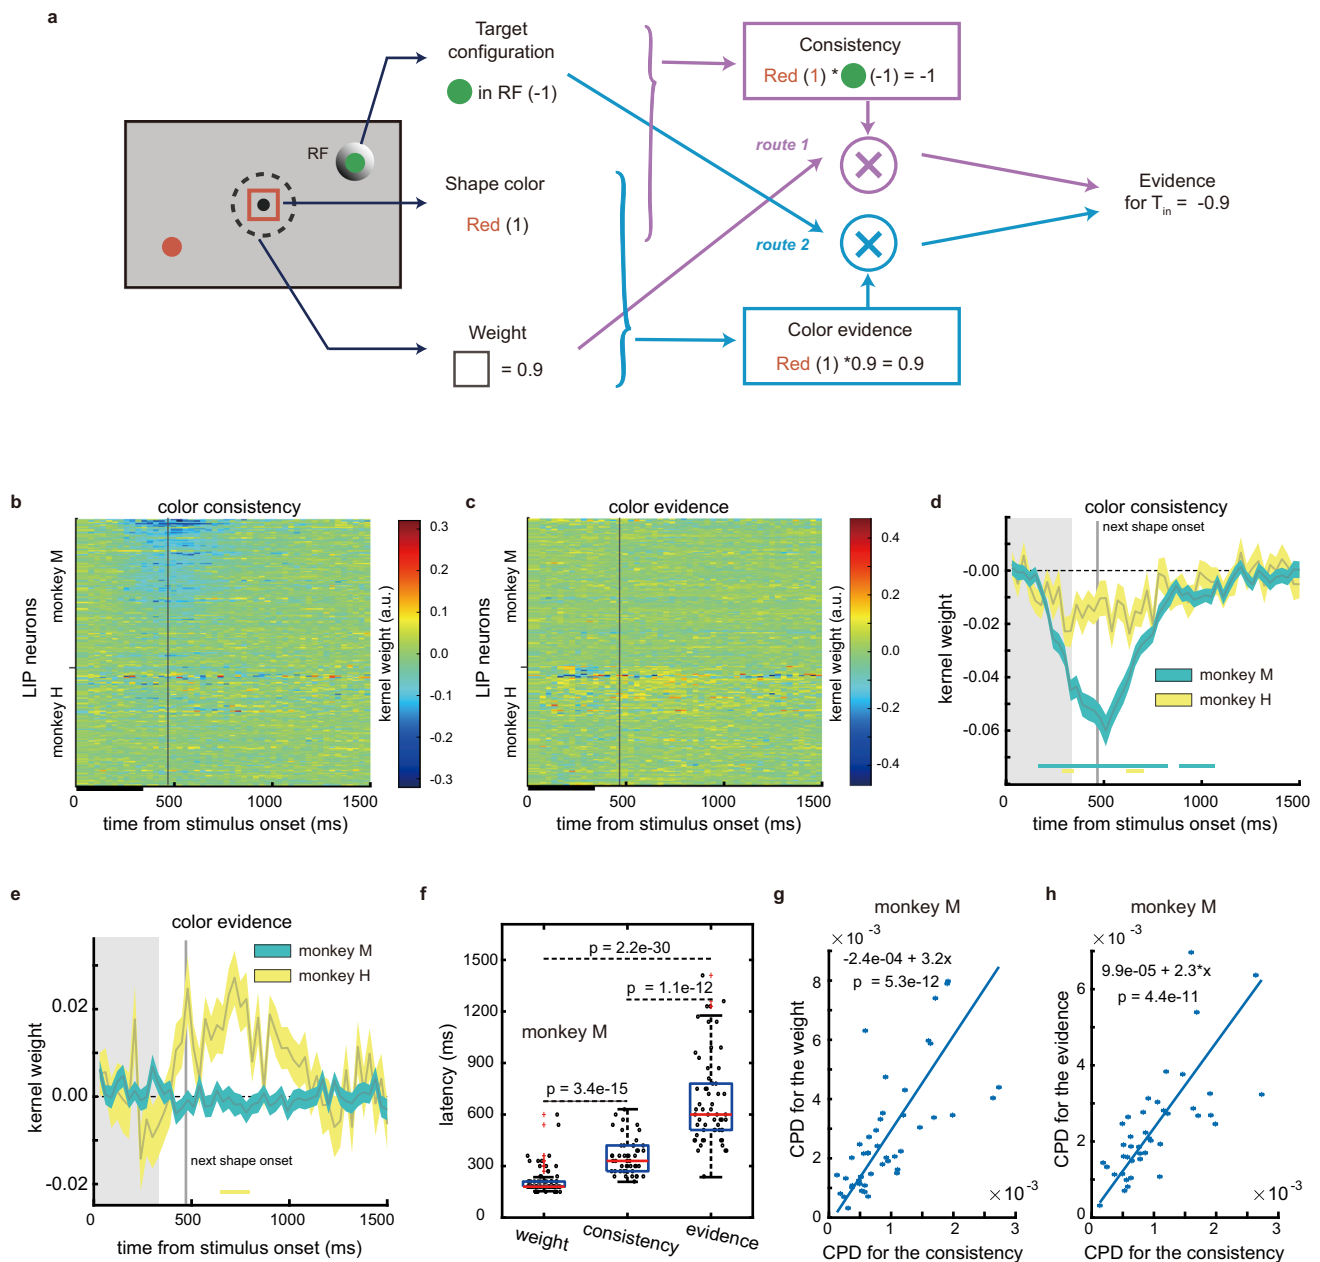 a
Target
configuration
in RF (-1)
RF
Shape color
Red (1)
Weight
= 0.9
Consistency
Red (1) * (-1) = -1
route 1
route 2
Color evidence
Red (1) *0.9 = 0.9
Evidence
for Tin = -0.9
b
color consistency
LIP neurons
monkey M
monkey H
0
500
1000
1500
time from stimulus onset (ms)
0.3
0.2
0.1
0.0
-0.1
-0.2
-0.3
kernel weight (a.u.)
c
color evidence
LIP neurons
monkey M
monkey H
0
500
1000
1500
time from stimulus onset (ms)
0.4
0.2
0.0
-0.2
-0.4
kernel weight (a.u.)
d
color consistency
next shape onset
-0.00
-0.02
-0.04
-0.06
kernel weight
monkey M
monkey H
0
500
1000
1500
time from stimulus onset (ms)
e
color evidence
monkey M
monkey H
0.02
0.00
-0.02
kernel weight
next shape onset
0
500
1000
1500
time from stimulus onset (ms)
f
p = 2.2e-30
p = 1.1e-12
monkey M
p = 3.4e-15
1500
1200
900
600
300
0
latency (ms)
weight
consistency
evidence
g
monkey M
×10 -3
-2.4e-04 + 3.2x
p = 5.3e-12
8
6
4
2
0
CPD for the weight
×10 -3
0
1
2
3
CPD for the consistency
h
monkey M
×10 -3
9.9e-05 + 2.3*x
p = 4.4e-11
6
4
2
0
CPD for the evidence
×10 -3
0
1
2
3
CPD for the consistency